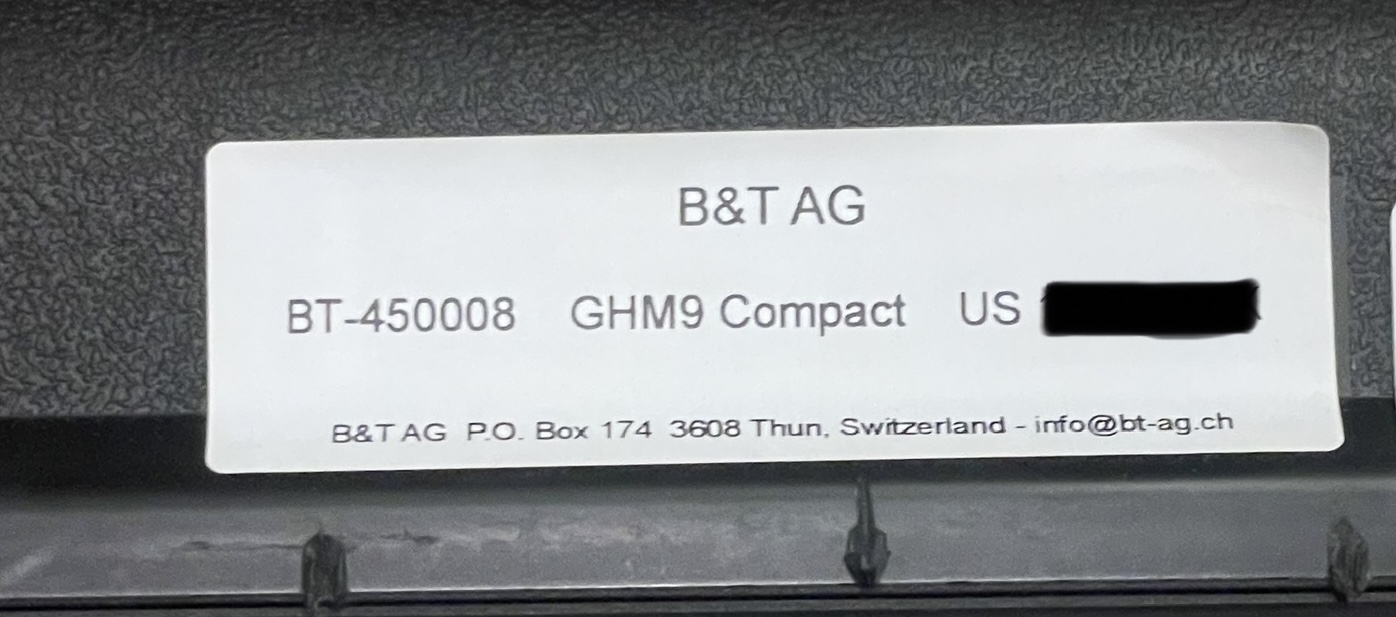 B&T AG
BT-450008 GHM9 Compact US
B&T AG P.O. Box 174 3608 Thun, Switzerland - info@bt-ag.ch